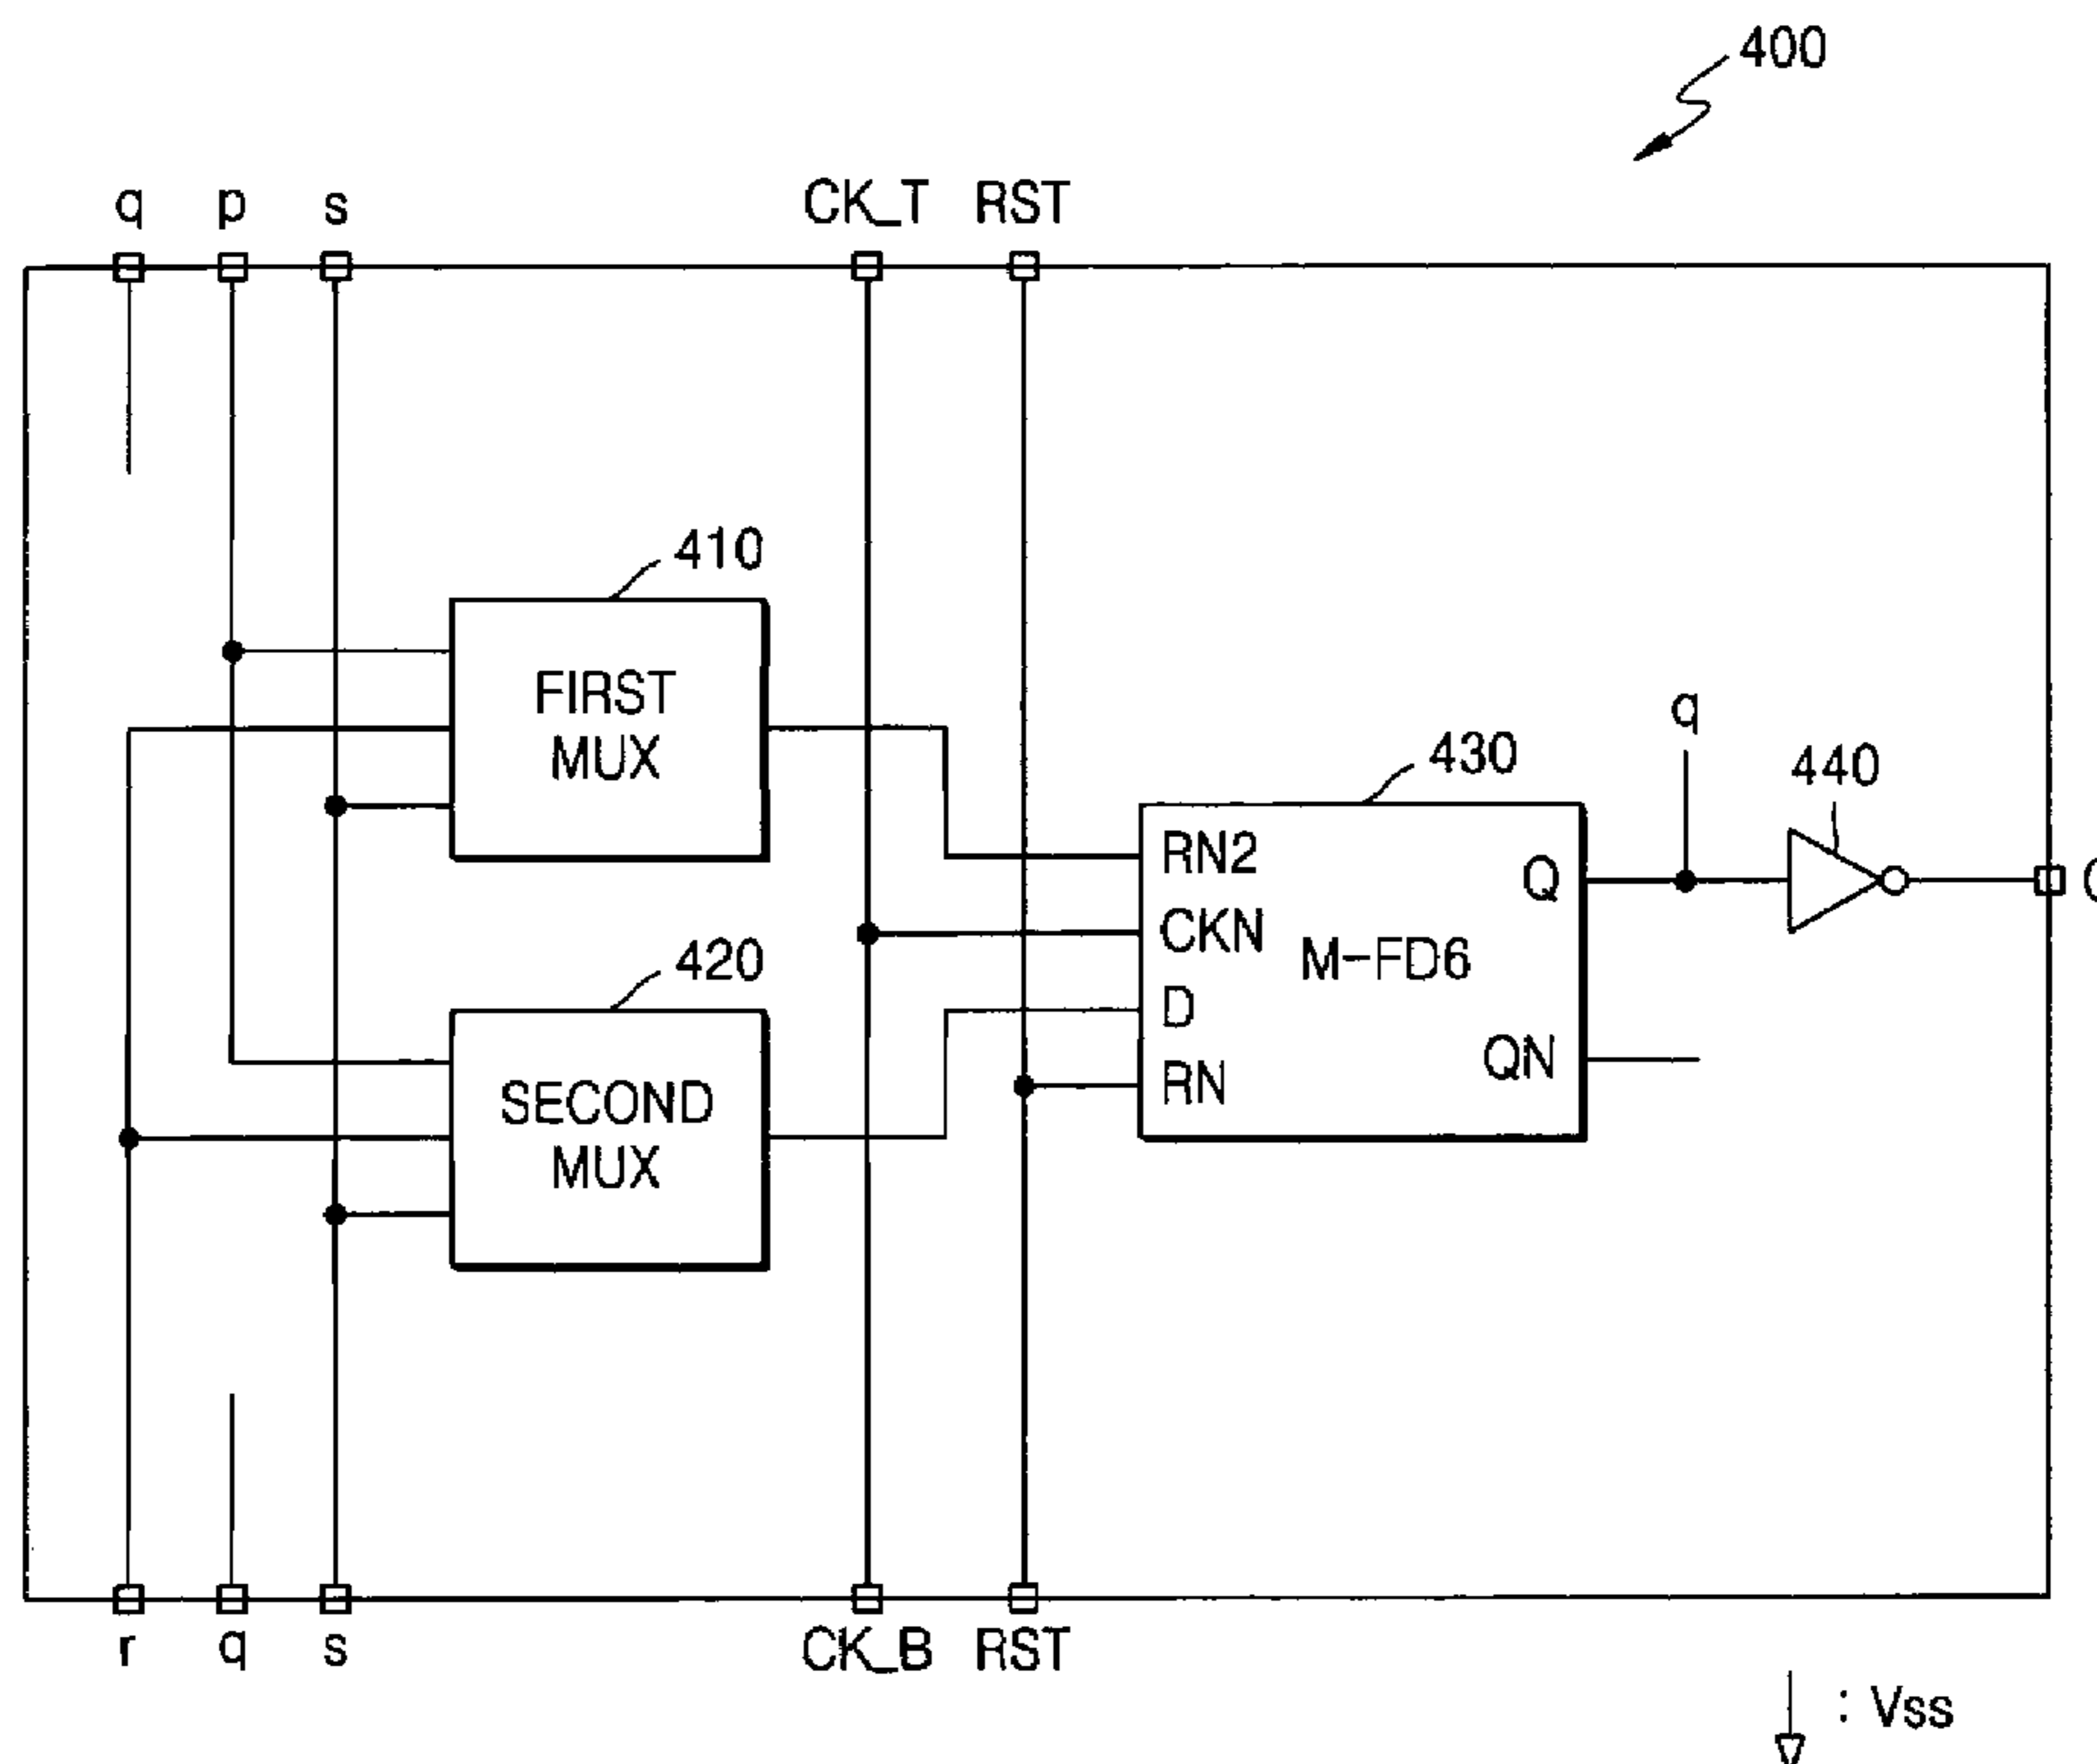 400
q p s CK_T RST
410
FIRST
MUX
q
430
440
RN2
Q
CKN
M-FD6
420
D
QN
RN
SECOND
MUX
r q s CK_B RST
: Vss